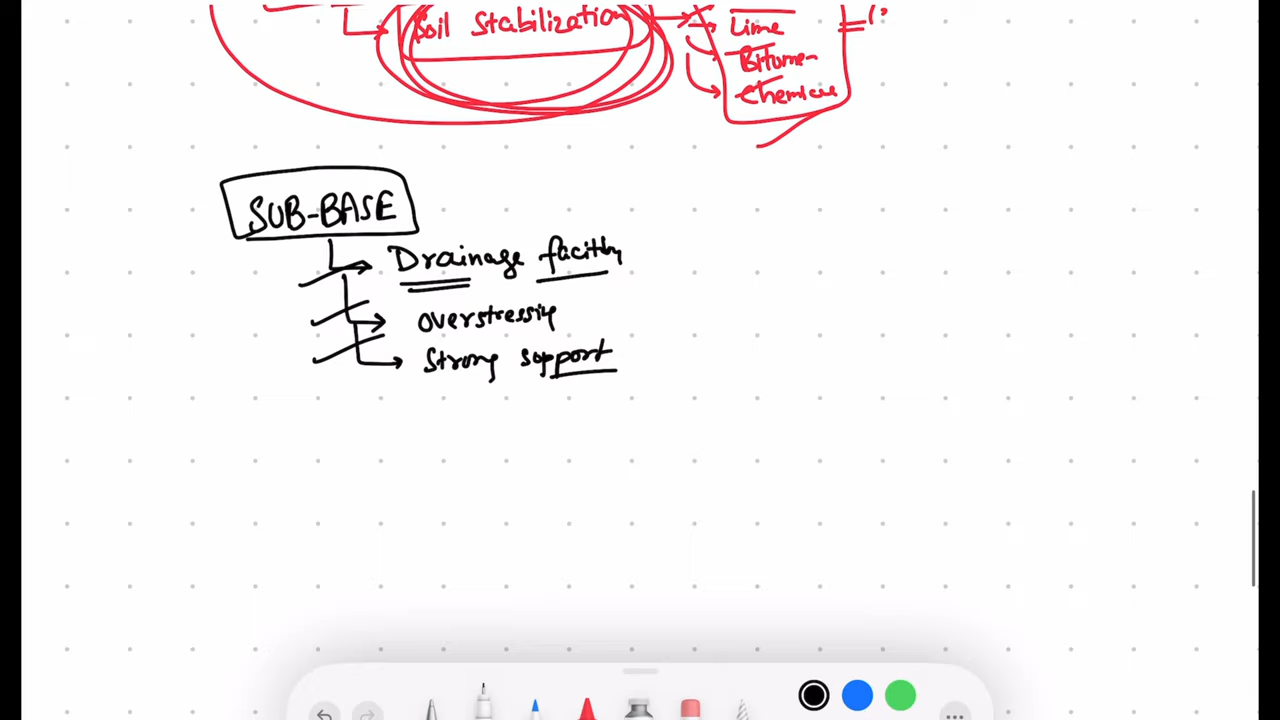 Soil Stabilization
Lime
Bitumen
Chemical
SUB-BASE
Drainage facility
overstressing
Strong support